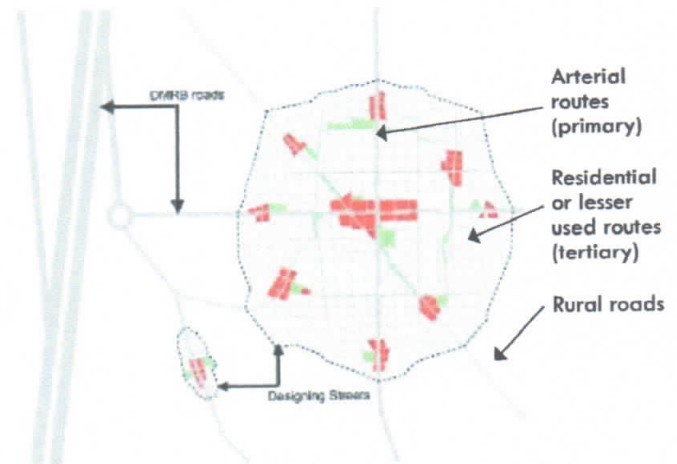 DMRB roads
Arterial
routes
(primary)
Residential
or lesser
used routes
(tertiary)
Rural roads
Designing Streets